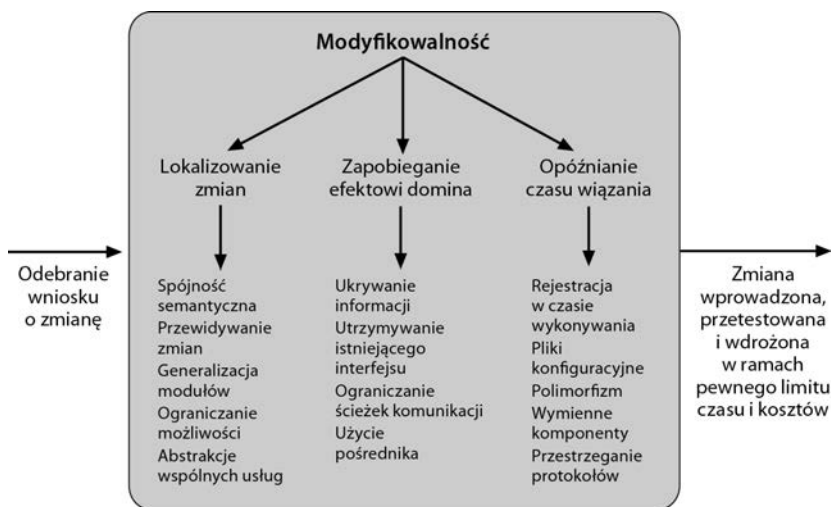 Modyfikowalność
Lokalizowanie
zmian
Zapobieganie
efektowi domina
Opóźnianie
czasu wiązania
Odebranie
wniosku
o zmianę
Spójność
semantyczna
Przewidywanie
zmian
Generalizacja
modułów
Ograniczanie
możliwości
Abstrakcje
wspólnych usług
Ukrywanie
informacji
Utrzymywanie
istniejącego
interfejsu
Ograniczanie
ścieżek komunikacji
Użycie
pośrednika
Rejestracja
w czasie
wykonywania
Pliki
konfiguracyjne
Polimorfizm
Wymienne
komponenty
Przestrzeganie
protokołów
Zmiana
wprowadzona,
przetestowana
i wdrożona
w ramach
pewnego limitu
czasu i kosztów